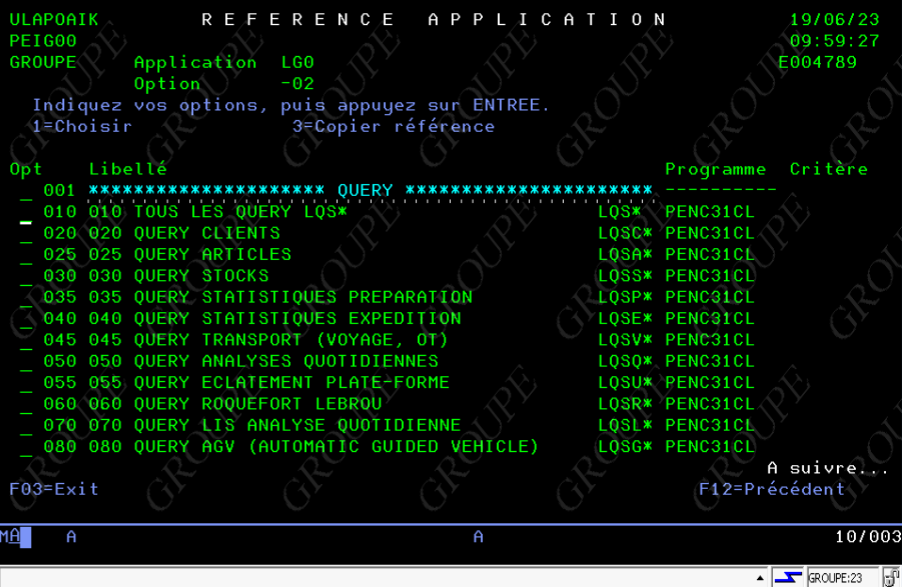 ULAPOAIK R E F E R E N C E A P P L I C A T I O N 19/06/23
PEIG00 09:59:27
GROUPE Application LG0 E004789
Option -02
Indiquez vos options, puis appuyez sur ENTREE.
1=Choisir 3=Copier référence
Opt Libellé Programme Critère
_ 001 ********************* QUERY ********************** ----------
_ 010 010 TOUS LES QUERY LQS* LQS* PENC31CL
_ 020 020 QUERY CLIENTS LQSC* PENC31CL
_ 025 025 QUERY ARTICLES LQSA* PENC31CL
_ 030 030 QUERY STOCKS LQSS* PENC31CL
_ 035 035 QUERY STATISTIQUES PREPARATION LQSP* PENC31CL
_ 040 040 QUERY STATISTIQUES EXPEDITION LQSE* PENC31CL
_ 045 045 QUERY TRANSPORT (VOYAGE, OT) LQSV* PENC31CL
_ 050 050 QUERY ANALYSES QUOTIDIENNES LQSQ* PENC31CL
_ 055 055 QUERY ECLATEMENT PLATE-FORME LQSU* PENC31CL
_ 060 060 QUERY ROQUEFORT LEBROU LQSR* PENC31CL
_ 070 070 QUERY LIS ANALYSE QUOTIDIENNE LQSL* PENC31CL
_ 080 080 QUERY AGV (AUTOMATIC GUIDED VEHICLE) LQSG* PENC31CL
A suivre...
F03=Exit F12=Précédent
MA A A 10/003
GROUPE:23